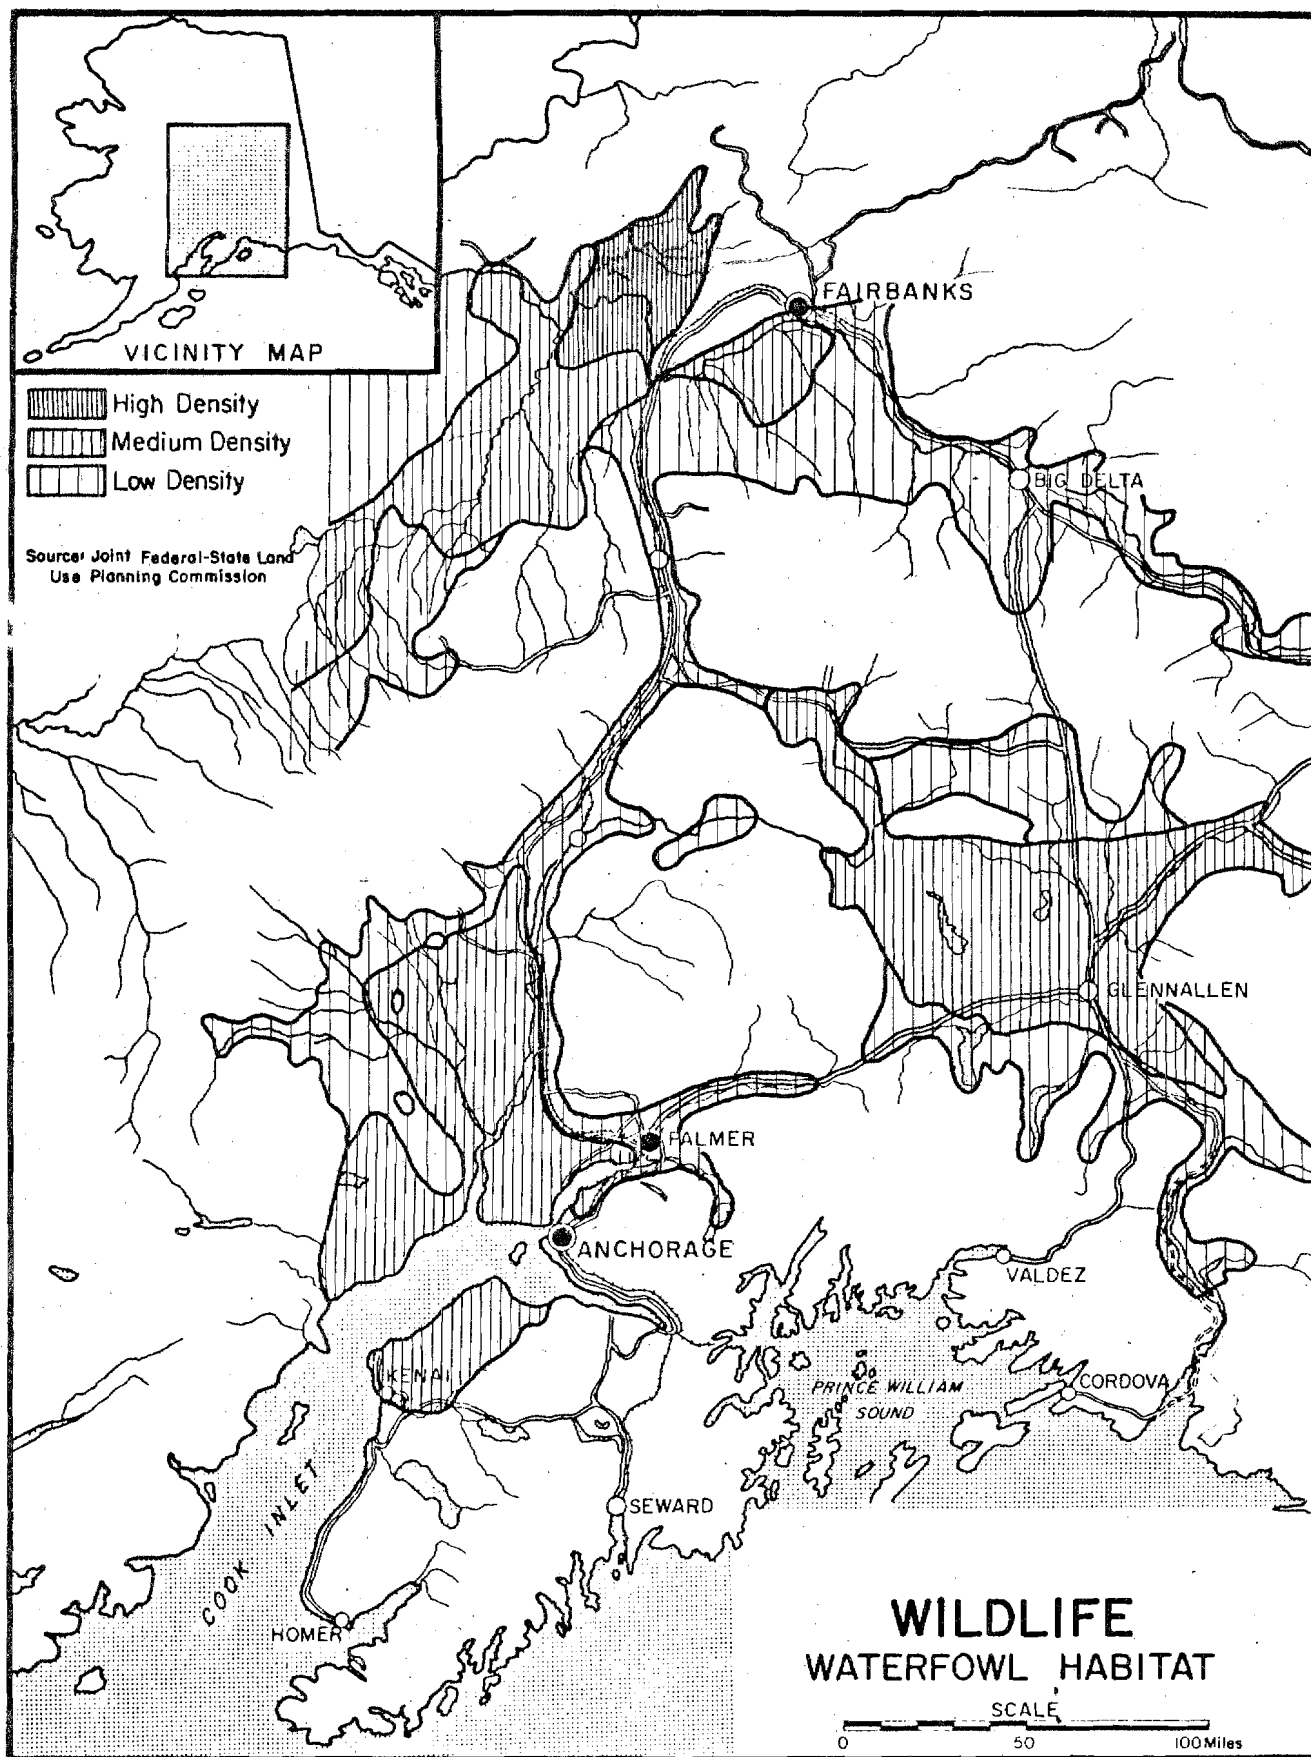 VICINITY MAP
High Density
Medium Density
Low Density
Source: Joint Federal-State Land
Use Planning Commission
FAIRBANKS
BIG DELTA
GLENNALLEN
PALMER
ANCHORAGE
VALDEZ
KENAI
PRINCE WILLIAM
SOUND
CORDOVA
SEWARD
COOK INLET
HOMER
WILDLIFE
WATERFOWL HABITAT
SCALE
0 50 100 Miles